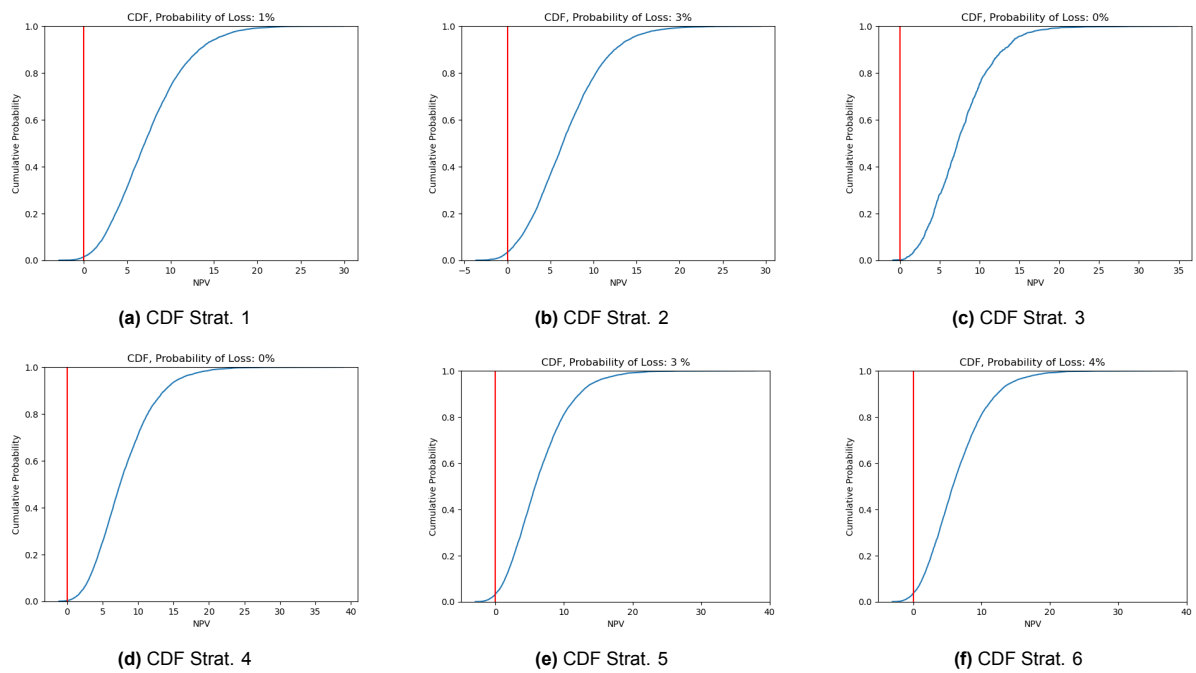 CDF, Probability of Loss: 1%
1.0
0.8
0.6
0.4
0.2
0.0
Cumulative Probability
0 5 10 15 20 25 30
NPV
(a) CDF Strat. 1
CDF, Probability of Loss: 3%
1.0
0.8
0.6
0.4
0.2
0.0
Cumulative Probability
−5 0 5 10 15 20 25 30
NPV
(b) CDF Strat. 2
CDF, Probability of Loss: 0%
1.0
0.8
0.6
0.4
0.2
0.0
Cumulative Probability
0 5 10 15 20 25 30 35
NPV
(c) CDF Strat. 3
CDF, Probability of Loss: 0%
1.0
0.8
0.6
0.4
0.2
0.0
Cumulative Probability
0 5 10 15 20 25 30 35 40
NPV
(d) CDF Strat. 4
CDF, Probability of Loss: 3 %
1.0
0.8
0.6
0.4
0.2
0.0
Cumulative Probability
0 10 20 30 40
NPV
(e) CDF Strat. 5
CDF, Probability of Loss: 4%
1.0
0.8
0.6
0.4
0.2
0.0
Cumulative Probability
0 10 20 30 40
NPV
(f) CDF Strat. 6